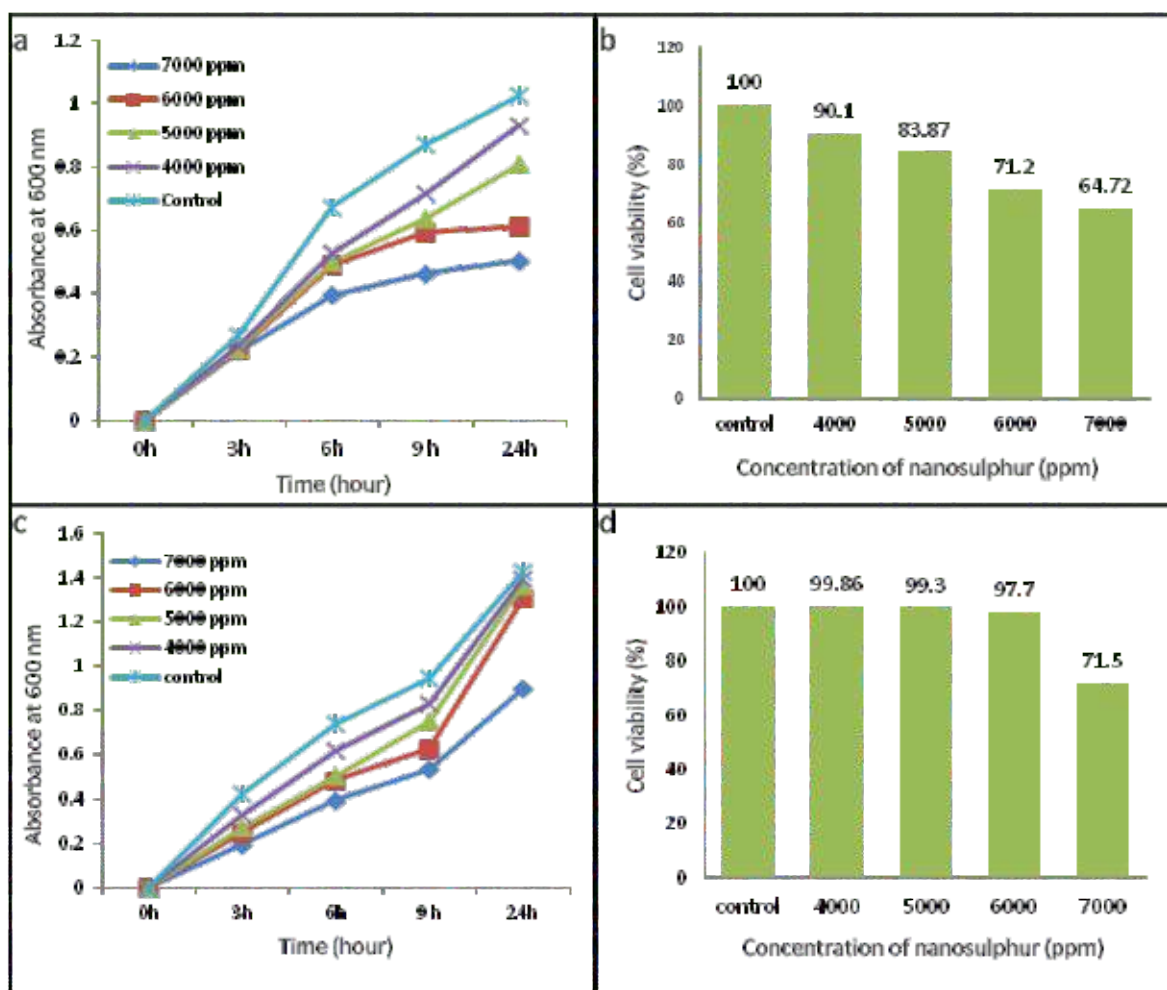 a
1.2
1
0.8
0.6
0.4
0.2
0
7000 ppm
6000 ppm
5000 ppm
4000 ppm
Control
Absorbance at 600 nm
0h 3h 6h 9h 24h
Time (hour)
b
120
100
80
60
40
20
0
100
90.1
83.87
71.2
64.72
Cell viability (%)
control 4000 5000 6000 7000
Concentration of nanosulphur (ppm)
c
1.6
1.4
1.2
1
0.8
0.6
0.4
0.2
0
7000 ppm
6000 ppm
5000 ppm
4000 ppm
control
Absorbance at 600 nm
0h 3h 6h 9h 24h
Time (hour)
d
120
100
80
60
40
20
0
100
99.86
99.3
97.7
71.5
Cell viability (%)
control 4000 5000 6000 7000
Concentration of nanosulphur (ppm)